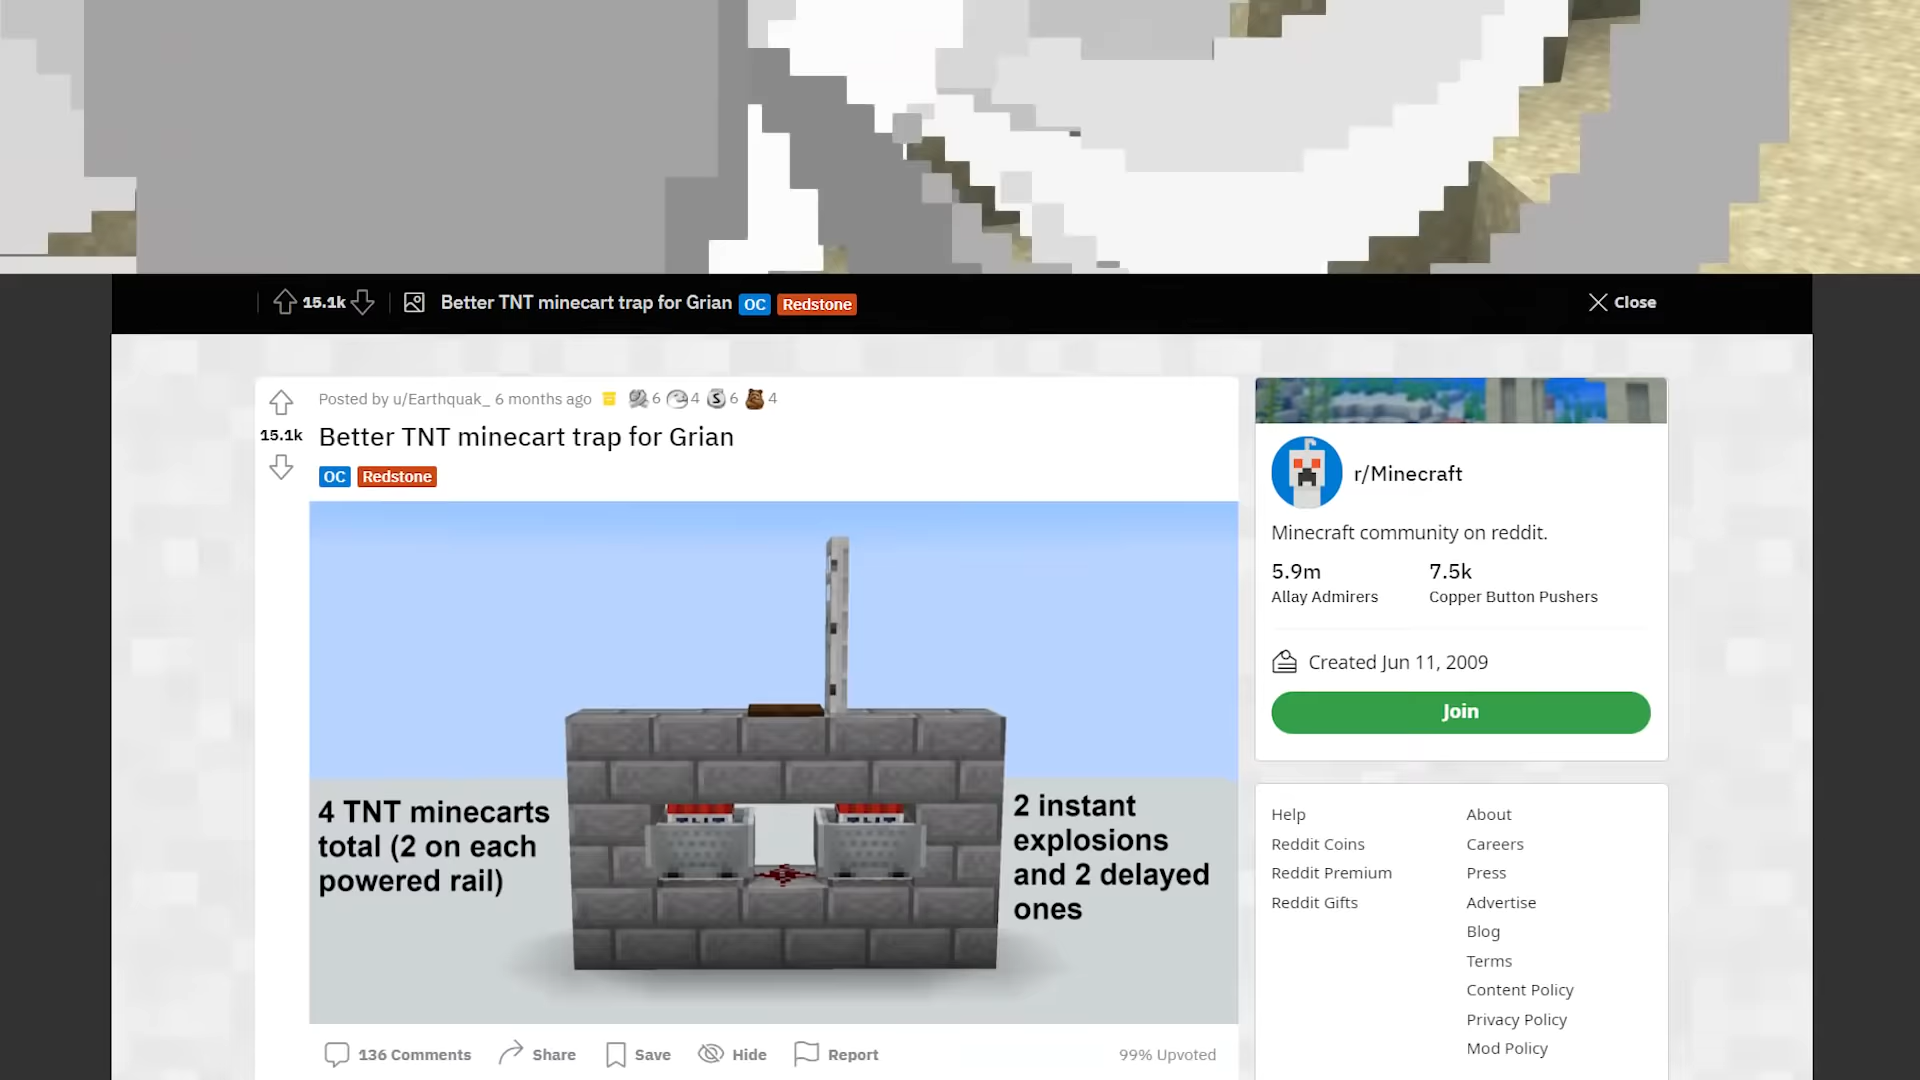 15.1k
Better TNT minecart trap for Grian OC Redstone
Close
Posted by u/Earthquak_ 6 months ago 6 4 6 4
15.1k
Better TNT minecart trap for Grian
OC Redstone
4 TNT minecarts
total (2 on each
powered rail)
2 instant
explosions
and 2 delayed
ones
136 Comments Share Save Hide Report 99% Upvoted
r/Minecraft
Minecraft community on reddit.
5.9m 7.5k
Allay Admirers Copper Button Pushers
Created Jun 11, 2009
Join
Help About
Reddit Coins Careers
Reddit Premium Press
Reddit Gifts Advertise
Blog
Terms
Content Policy
Privacy Policy
Mod Policy